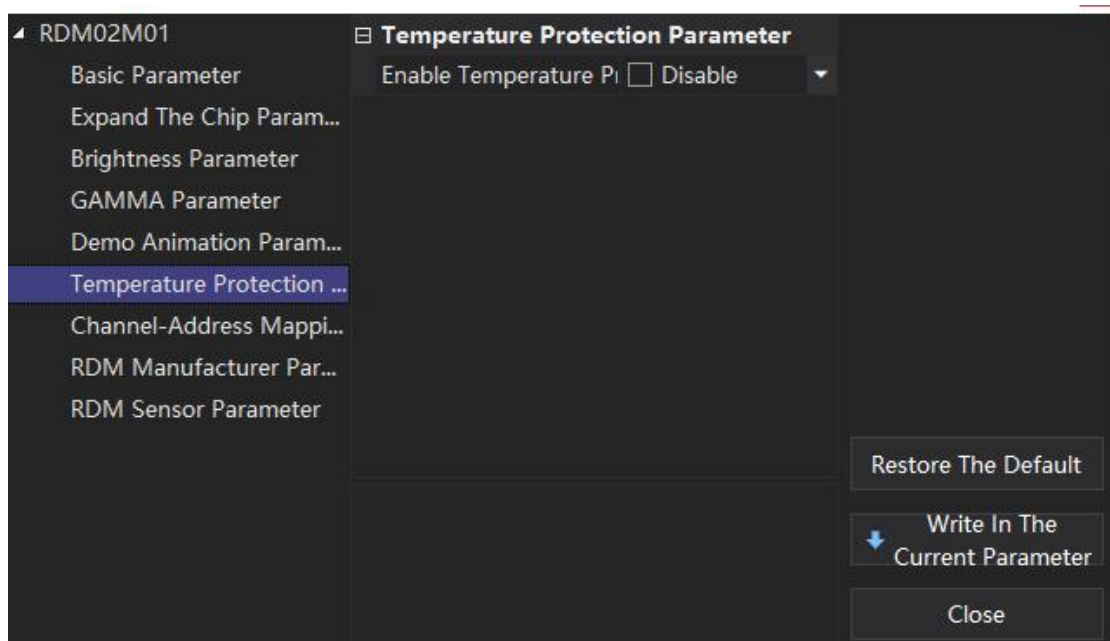 RDM02M01
Basic Parameter
Expand The Chip Param...
Brightness Parameter
GAMMA Parameter
Demo Animation Param...
Temperature Protection ...
Channel-Address Mappi...
RDM Manufacturer Par...
RDM Sensor Parameter
Temperature Protection Parameter
Enable Temperature Pr Disable
Restore The Default
Write In The
Current Parameter
Close